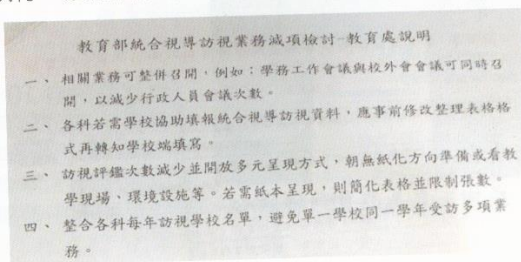 教育部統合視導訪視業務減項檢討-教育處說明
一、相關業務可整併召開，例如：學務工作會議與校外會會議可同時召
開，以減少行政人員會議次數。
二、各科若需學校協助填報統合視導訪視資料，應事前修改整理表格格
式再轉知學校端填寫。
三、訪視評鑑次數減少並開放多元呈現方式，朝無紙化方向準備或看教
學現場、環境設施等。若需紙本呈現，則簡化表格並限制張數。
四、整合各科每年訪視學校名單，避免單一學校同一學年受訪多項業
務。